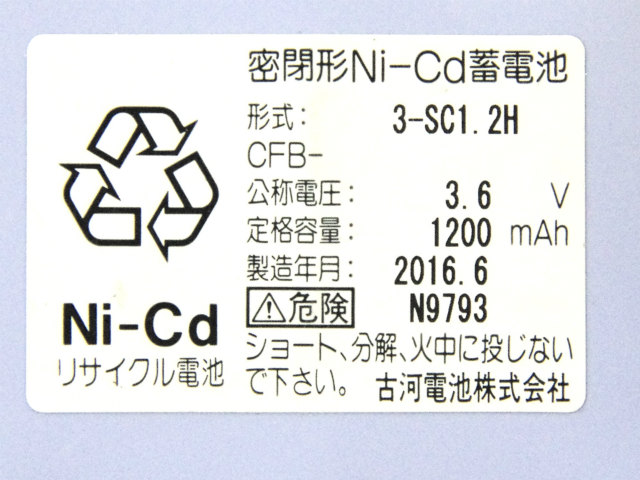 密閉形Ni-Cd蓄電池
形式: 3-SC1.2H
CFB-
公称電圧: 3.6 V
定格容量: 1200 mAh
製造年月: 2016.6
⚠危険 N9793
ショート、分解、火中に投じない
で下さい。 古河電池株式会社
Ni-Cd
リサイクル電池